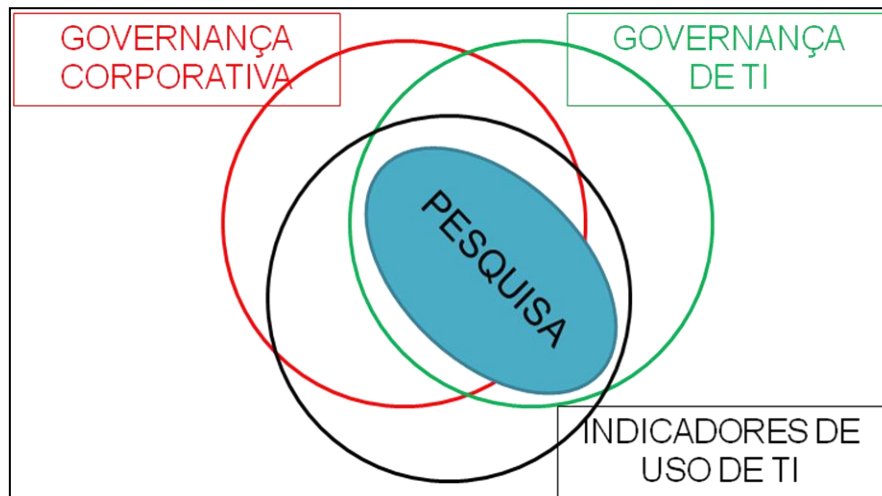 GOVERNANÇA
CORPORATIVA
GOVERNANÇA
DE TI
PESQUISA
INDICADORES DE
USO DE TI